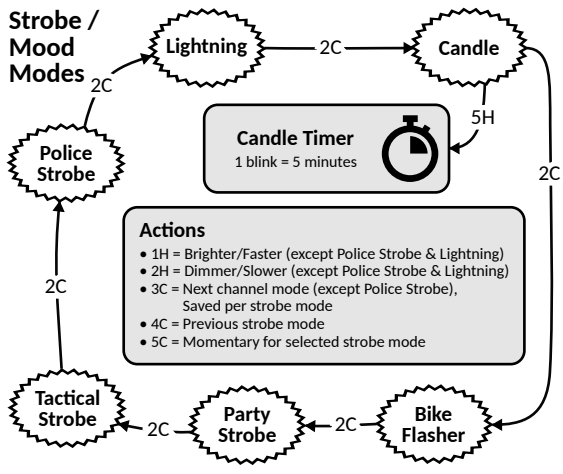 Strobe /
Mood
Modes
Lightning
2C
Candle
2C
5H
Candle Timer
1 blink = 5 minutes
Police
Strobe
2C
Actions
• 1H = Brighter/Faster (except Police Strobe & Lightning)
• 2H = Dimmer/Slower (except Police Strobe & Lightning)
• 3C = Next channel mode (except Police Strobe),
Saved per strobe mode
• 4C = Previous strobe mode
• 5C = Momentary for selected strobe mode
2C
Tactical
Strobe
2C
Party
Strobe
2C
Bike
Flasher